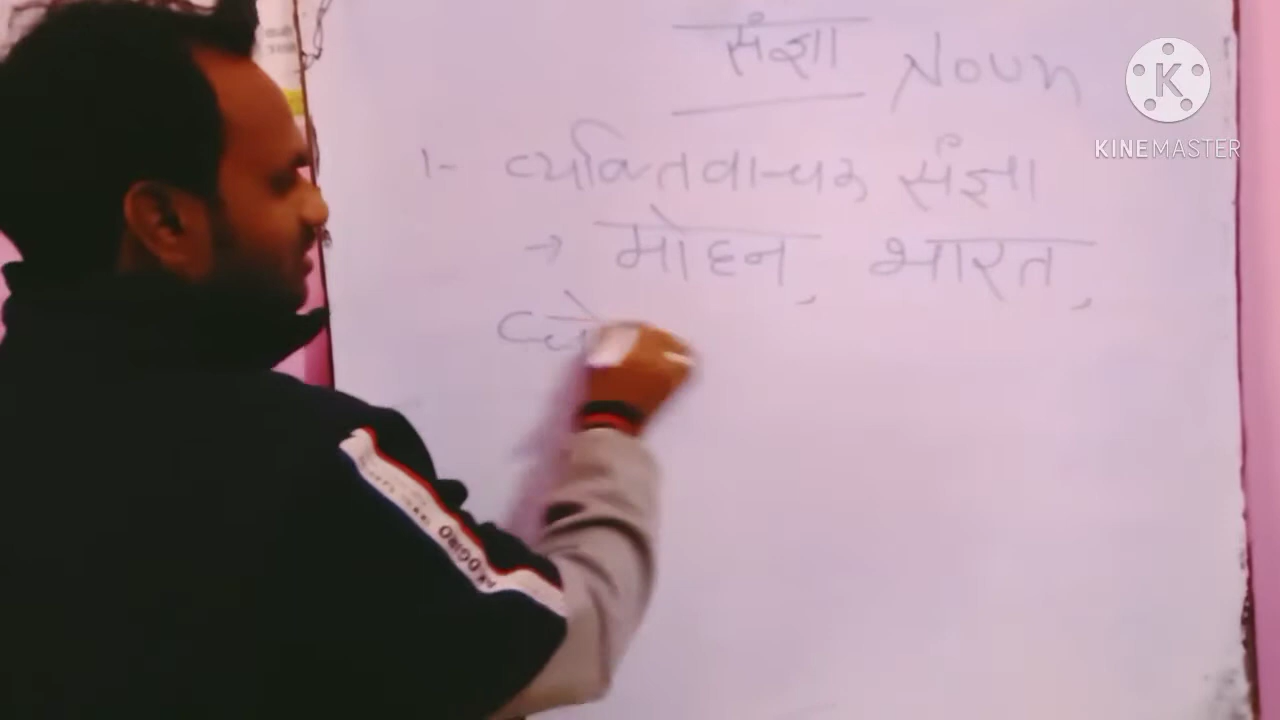 संज्ञा Noun
1- व्यक्तिवाचक संज्ञा
→ मोहन, भारत,
KINEMASTER